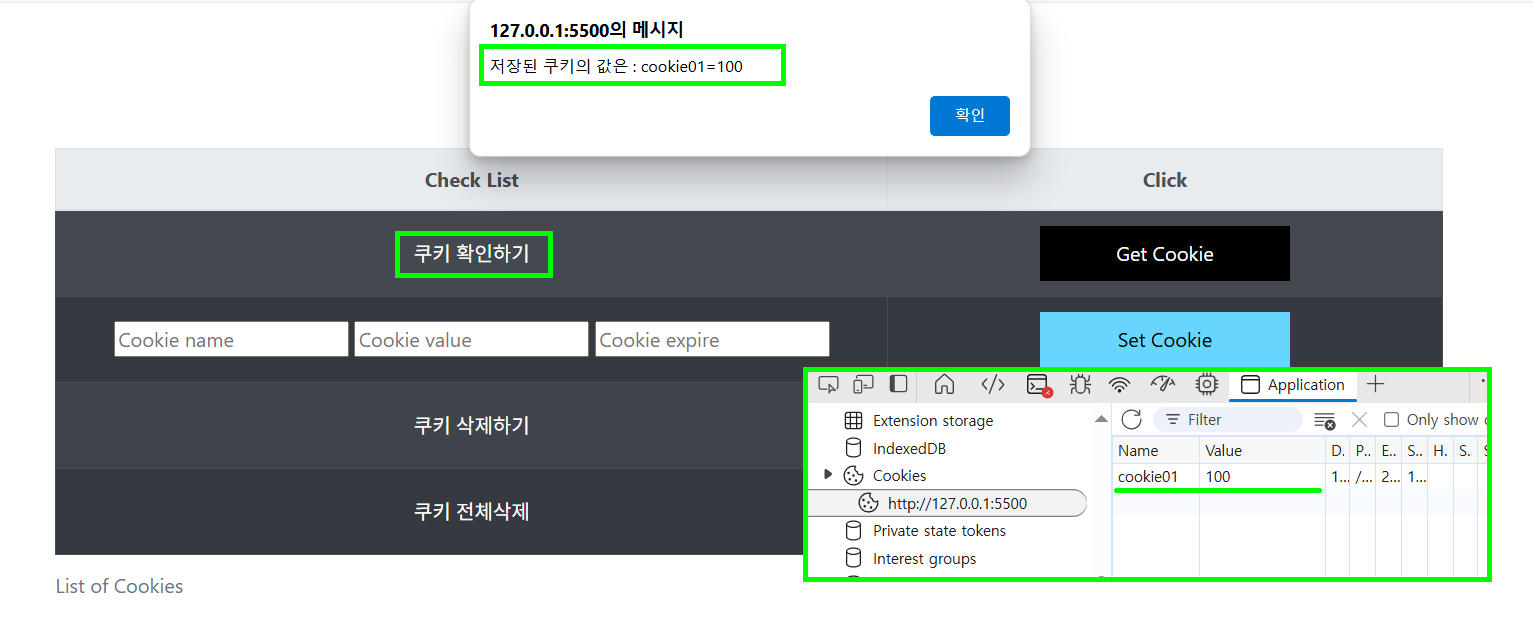 127.0.0.1:5500의 메시지
저장된 쿠키의 값은 : cookie01=100
확인
Check List
Click
쿠키 확인하기
Get Cookie
Cookie name
Cookie value
Cookie expire
Set Cookie
쿠키 삭제하기
쿠키 전체삭제
List of Cookies
Application
Extension storage
IndexedDB
Cookies
http://127.0.0.1:5500
Private state tokens
Interest groups
Filter
Only show
Name Value D. P.. E.. S.. H. S.
cookie01 100 1... /... 2... 1...